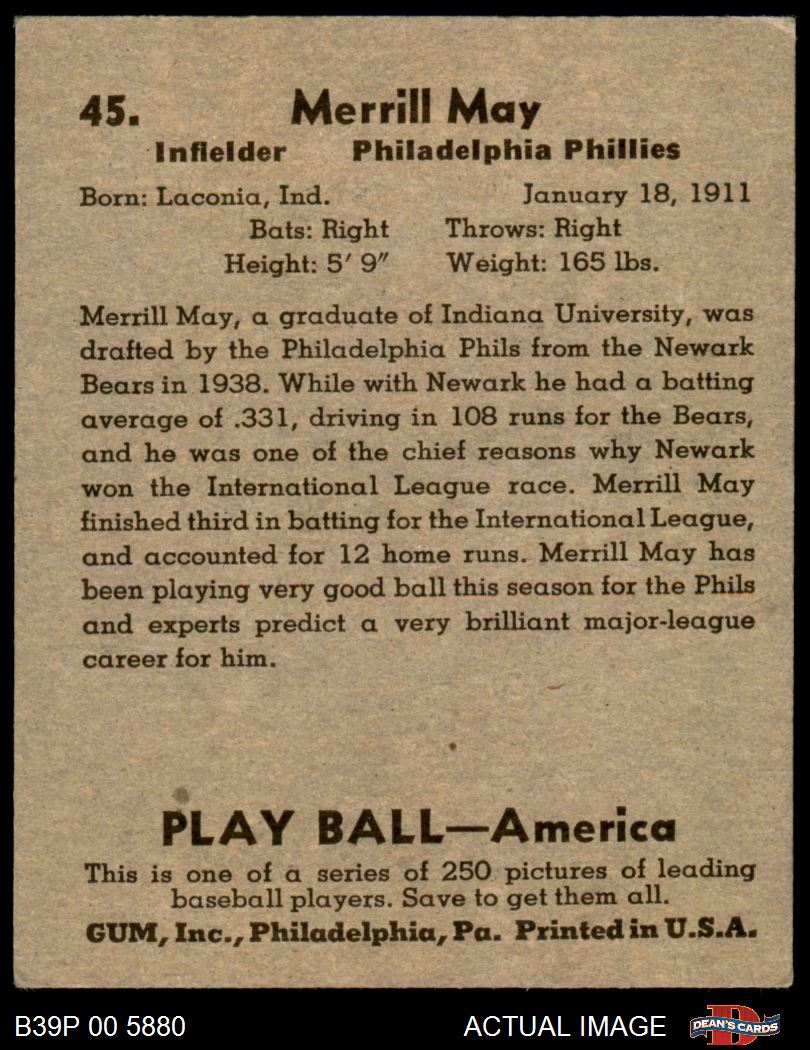 45. Merrill May
Infielder Philadelphia Phillies
Born: Laconia, Ind. January 18, 1911
Bats: Right Throws: Right
Height: 5' 9" Weight: 165 lbs.
Merrill May, a graduate of Indiana University, was
drafted by the Philadelphia Phils from the Newark
Bears in 1938. While with Newark he had a batting
average of .331, driving in 108 runs for the Bears,
and he was one of the chief reasons why Newark
won the International League race. Merrill May
finished third in batting for the International League,
and accounted for 12 home runs. Merrill May has
been playing very good ball this season for the Phils
and experts predict a very brilliant major-league
career for him.
PLAY BALL—America
This is one of a series of 250 pictures of leading
baseball players. Save to get them all.
GUM, Inc., Philadelphia, Pa. Printed in U.S.A.
B39P 00 5880 ACTUAL IMAGE D DEAN'S CARDS